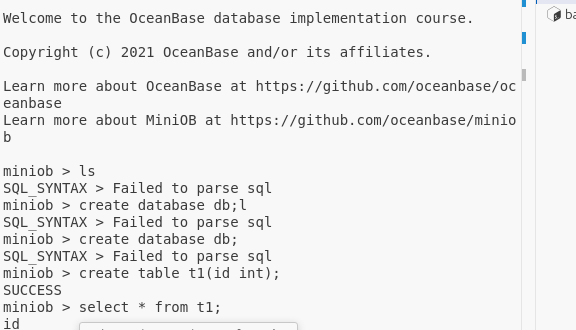 Welcome to the OceanBase database implementation course.
Copyright (c) 2021 OceanBase and/or its affiliates.
Learn more about OceanBase at https://github.com/oceanbase/oc
eanbase
Learn more about MiniOB at https://github.com/oceanbase/minio
b
miniob > ls
SQL_SYNTAX > Failed to parse sql
miniob > create database db;l
SQL_SYNTAX > Failed to parse sql
miniob > create database db;
SQL_SYNTAX > Failed to parse sql
miniob > create table t1(id int);
SUCCESS
miniob > select * from t1;
id